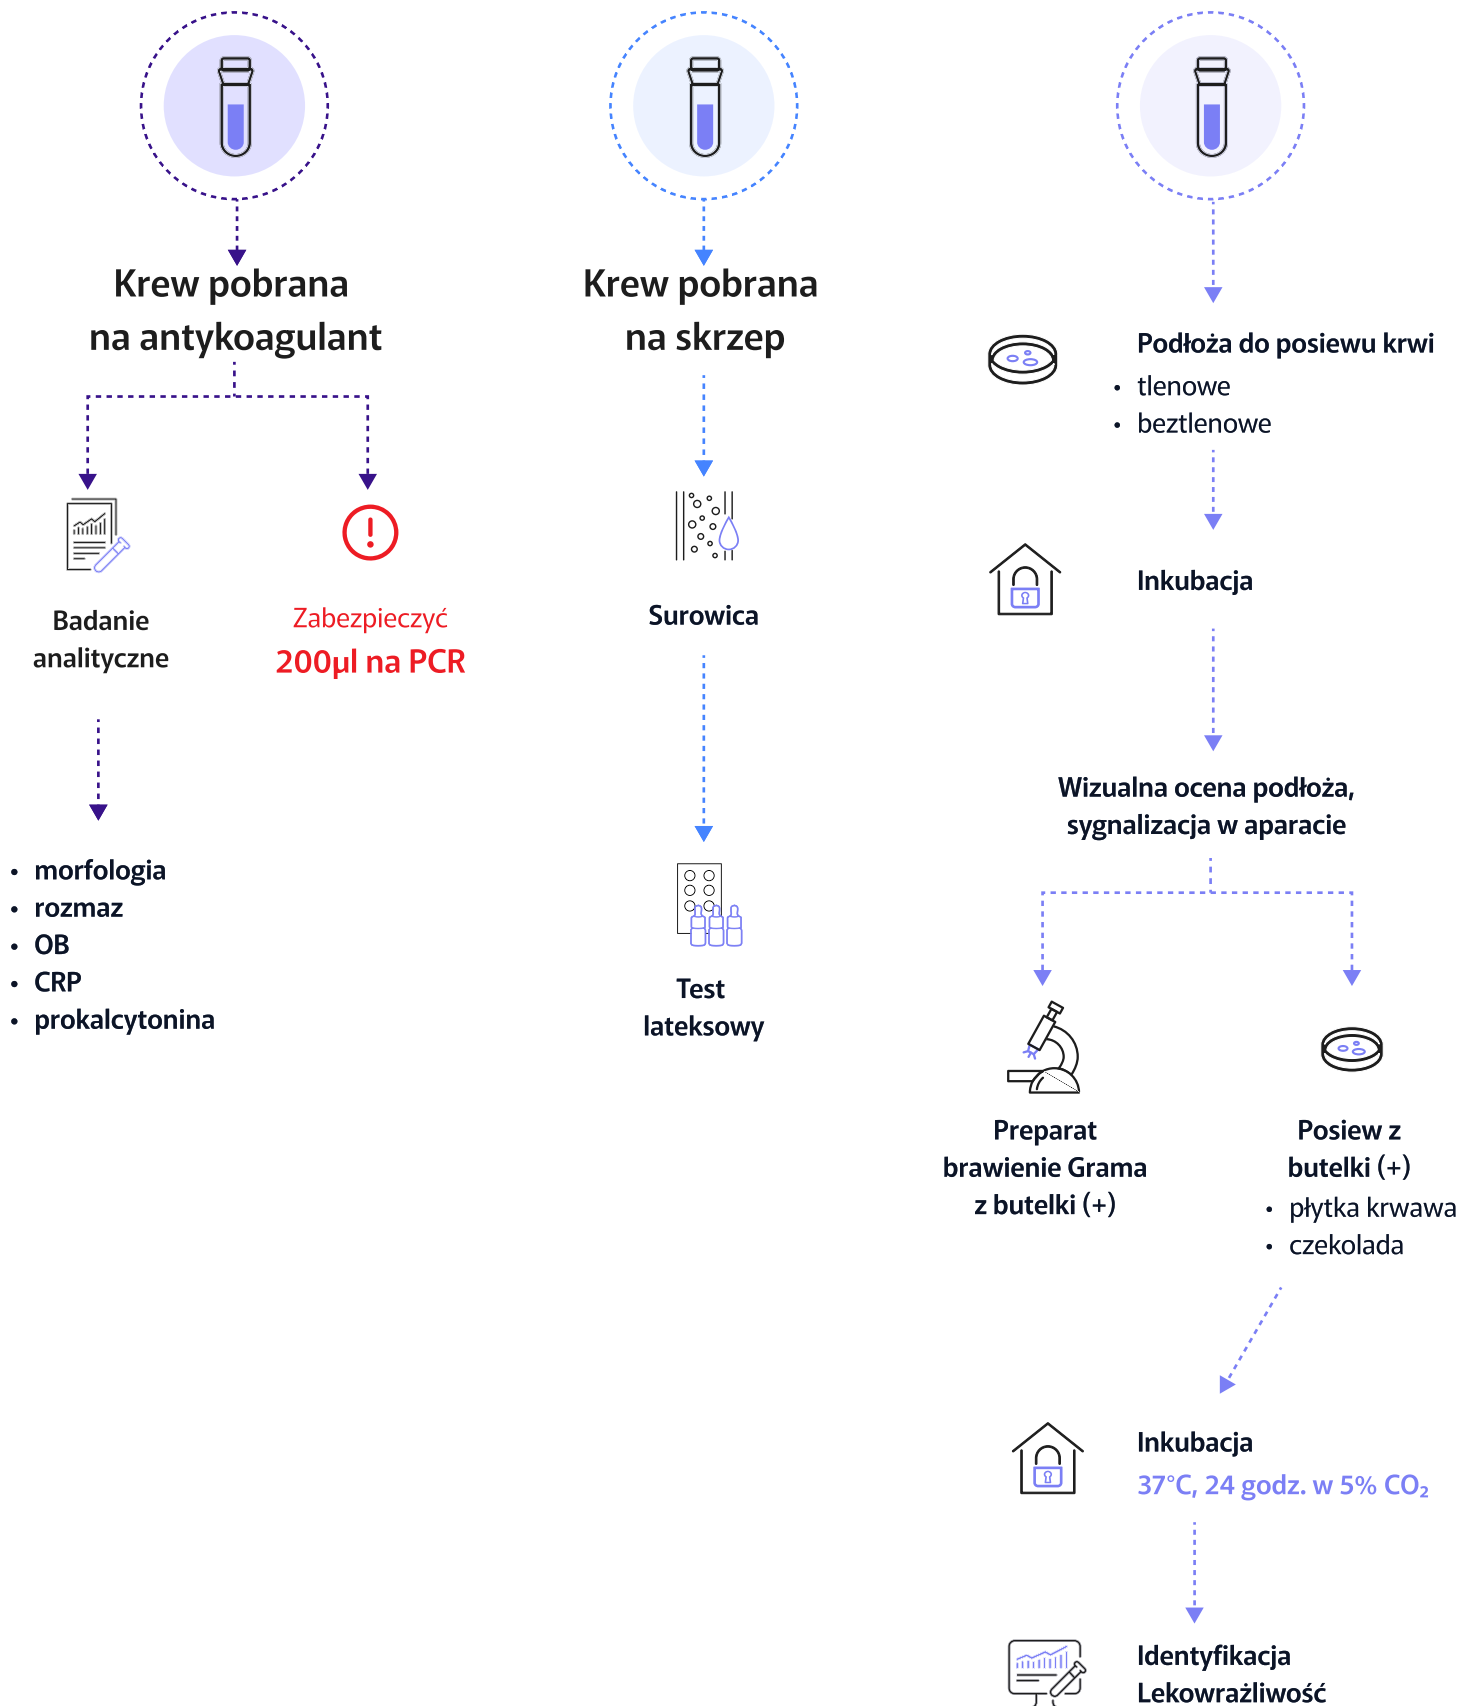 Krew pobrana
na antykoagulant
Badanie
analityczne
Zabezpieczyć
200µl na PCR
• morfologia
• rozmaz
• OB
• CRP
• prokalcytonina
Krew pobrana
na skrzep
Surowica
Test
lateksowy
Podłoża do posiewu krwi
• tlenowe
• beztlenowe
Inkubacja
Wizualna ocena podłoża,
sygnalizacja w aparacie
Preparat
brawienie Grama
z butelki (+)
Posiew z
butelki (+)
• płytka krwawa
• czekolada
Inkubacja
37°C, 24 godz. w 5% CO₂
Identyfikacja
Lekowrażliwość